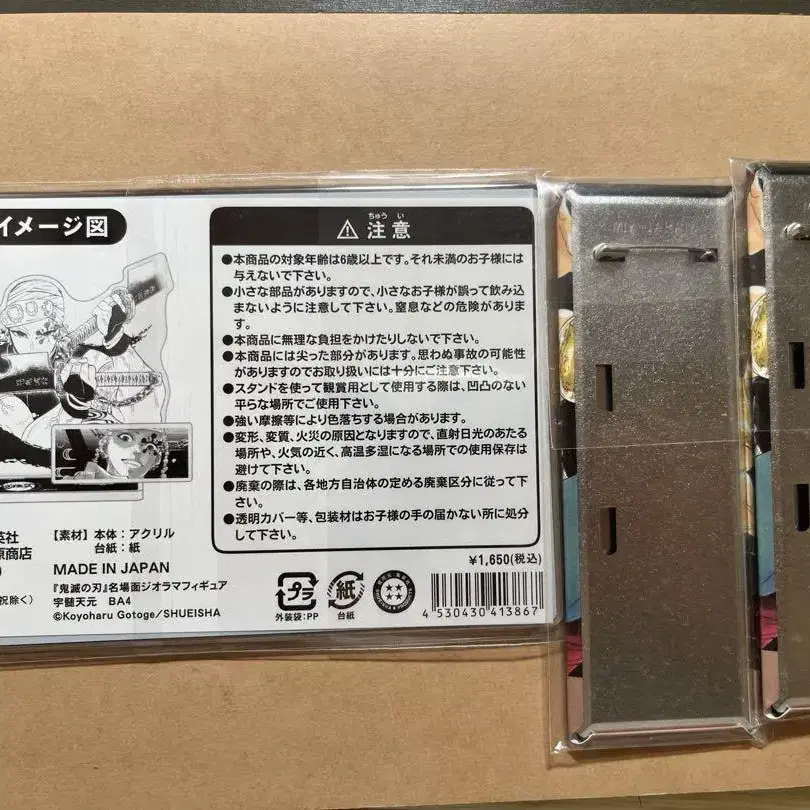 イメージ図
ちゅう い
注意
●本商品の対象年齢は6歳以上です。それ未満のお子様には
与えないで下さい。
●小さな部品がありますので、小さなお子様が誤って飲み込
まないように注意して下さい。窒息などの危険がありま
す。
●本商品に無理な負担をかけたりしないで下さい。
●本商品には尖った部分があります。思わぬ事故の可能性
がありますのでお取り扱いには十分にご注意下さい。
●スタンドを使って観賞用として使用する際は、凹凸のない
平らな場所でご使用下さい。
●強い摩擦等により色落ちする場合があります。
●変形、変質、火災の原因となりますので、直射日光のあたる
場所や、火気の近く、高温多湿になる場所での使用保存は
避けて下さい。
●廃棄の際は、各地方自治体の定める廃棄区分に従って下
さい。
●透明カバー等、包装材はお子様の手の届かない所に処分
して下さい。
英社
原商店
祝除く）
【素材】本体：アクリル
台紙：紙
MADE IN JAPAN
『鬼滅の刃』名場面ジオラマフィギュア
宇髄天元 BA4
©Koyoharu Gotoge/SHUEISHA
¥1,650(税込)
プラ
外装袋：PP
紙
台紙
4 530430 413867